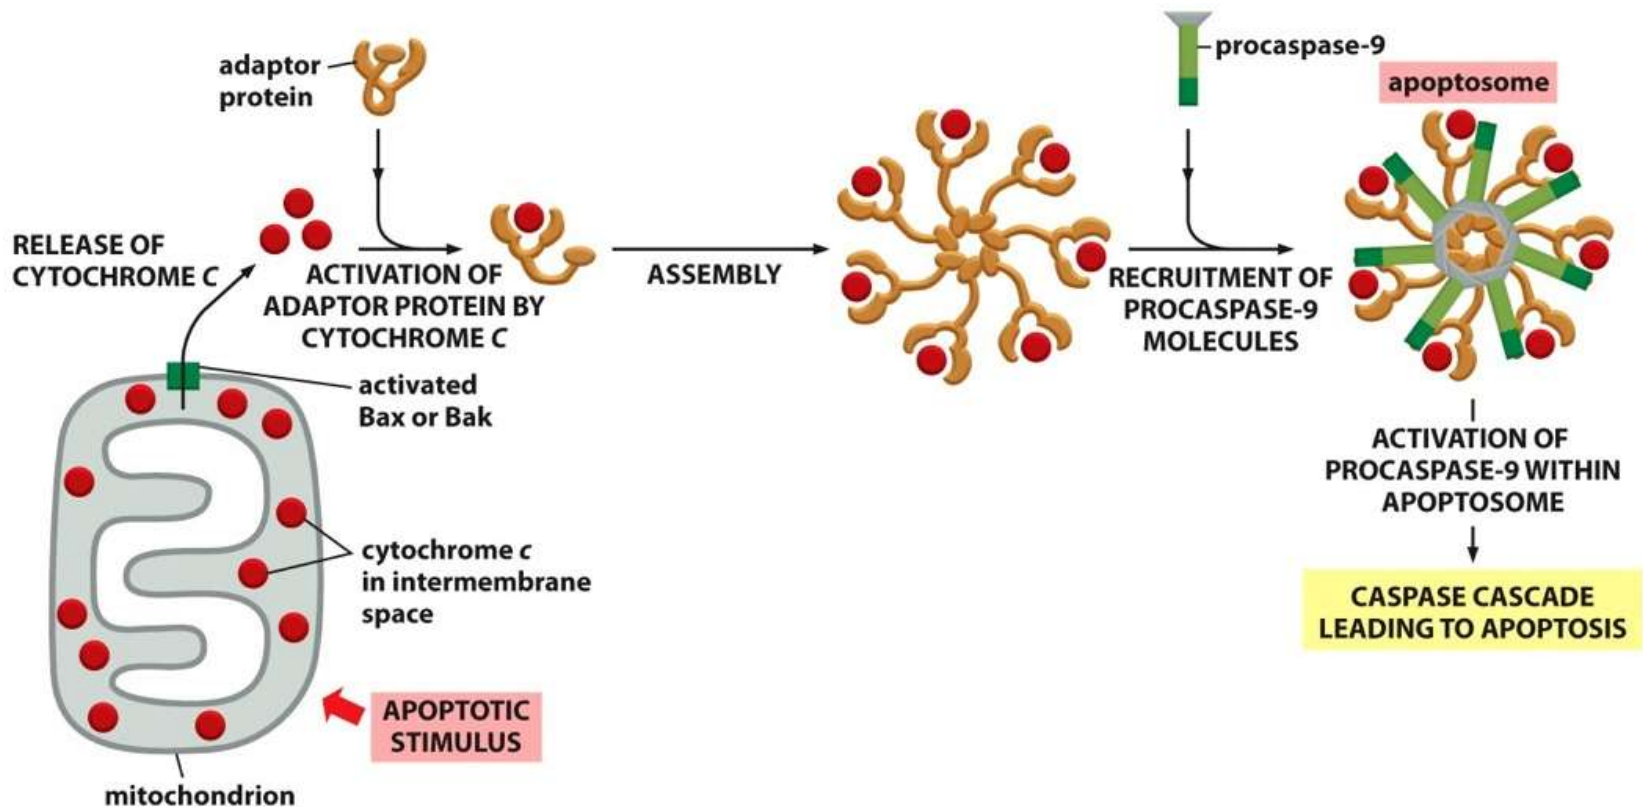 adaptor
protein
procaspase-9
apoptosome
RELEASE OF
CYTOCHROME C
ACTIVATION OF
ADAPTOR PROTEIN BY
CYTOCHROME C
ASSEMBLY
RECRUITMENT OF
PROCASPASE-9
MOLECULES
activated
Bax or Bak
ACTIVATION OF
PROCASPASE-9 WITHIN
APOPTOSOME
cytochrome c
in intermembrane
space
CASPASE CASCADE
LEADING TO APOPTOSIS
APOPTOTIC
STIMULUS
mitochondrion